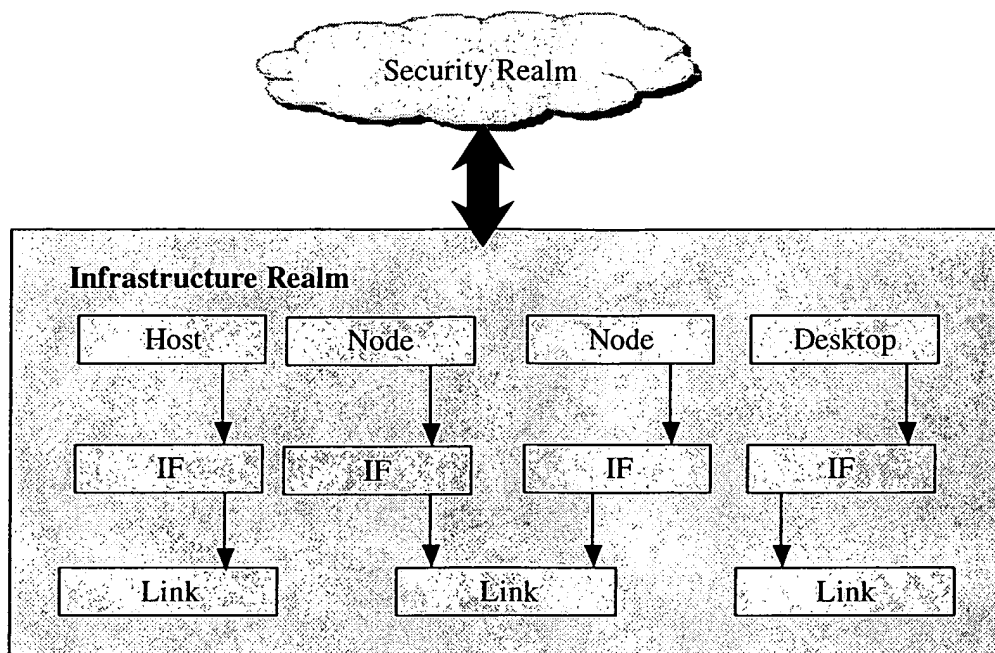 Security Realm
Infrastructure Realm
Host
Node
Node
Desktop
IF
IF
IF
IF
Link
Link
Link